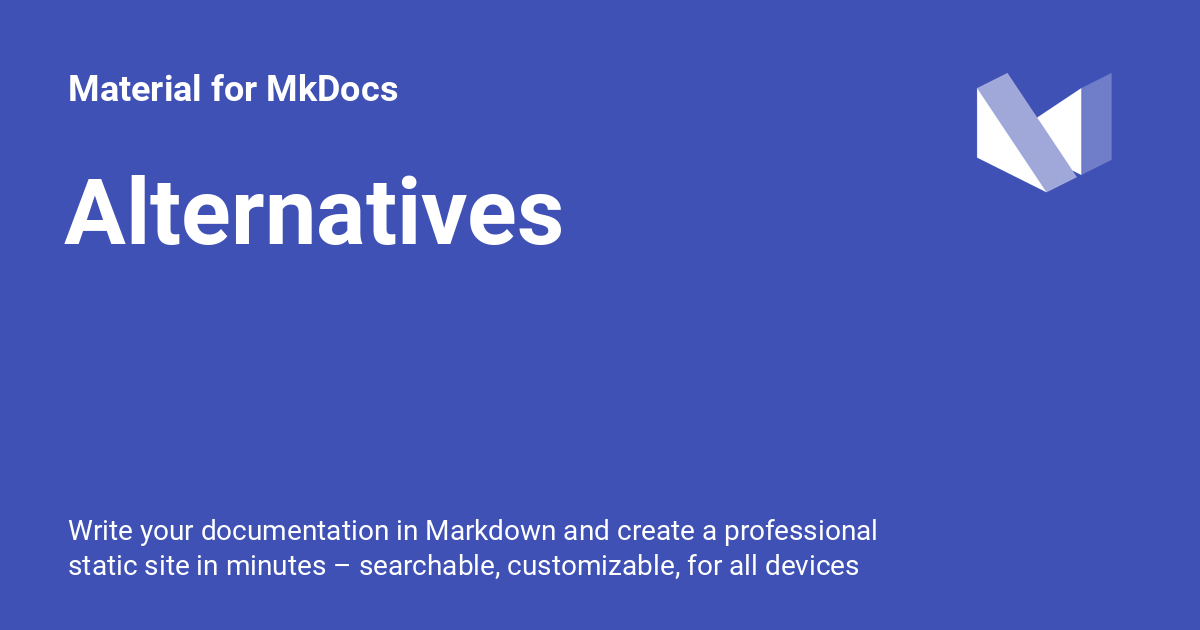 Material for MkDocs
Alternatives
Write your documentation in Markdown and create a professional
static site in minutes – searchable, customizable, for all devices